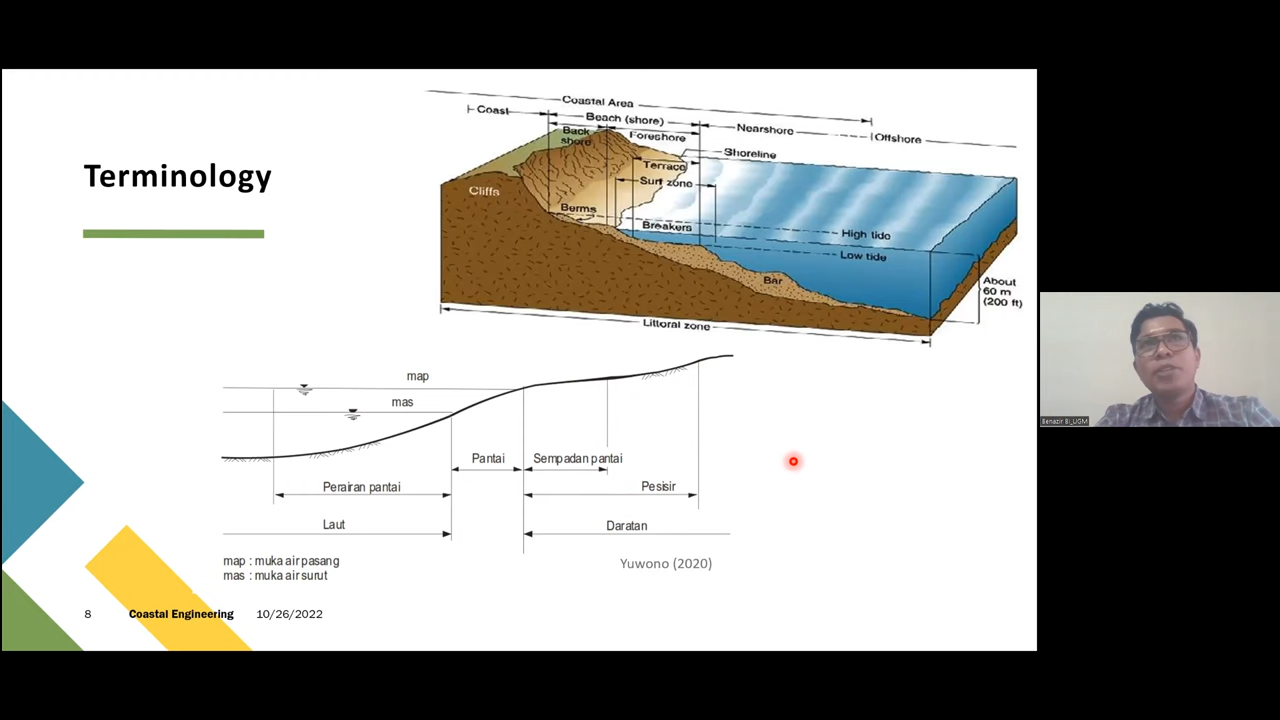 Terminology
Coastal Area
Coast
Beach (shore)
Back
shore
Foreshore
Nearshore
Offshore
Shoreline
Terrace
Surf zone
Cliffs
Berms
Breakers
High tide
Low tide
Bar
About
60 m
(200 ft)
Littoral zone
map
mas
Pantai
Sempadan pantai
Perairan pantai
Pesisir
Laut
Daratan
map : muka air pasang
mas : muka air surut
Yuwono (2020)
8 Coastal Engineering 10/26/2022
Benazir Bi_UGM